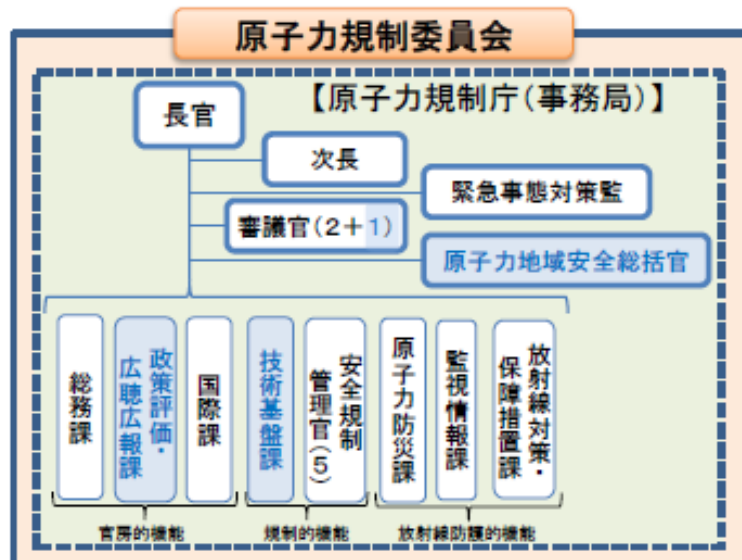 原子力規制委員会
【原子力規制庁(事務局)】
長官
次長
緊急事態対策監
審議官(2+1)
原子力地域安全総括官
総務課
政策評価・
広聴広報課
国際課
技術基盤課
安全規制
管理官(5)
原子力防災課
監視情報課
放射線対策・
保障措置課
官房的機能
規制的機能
放射線防護的機能